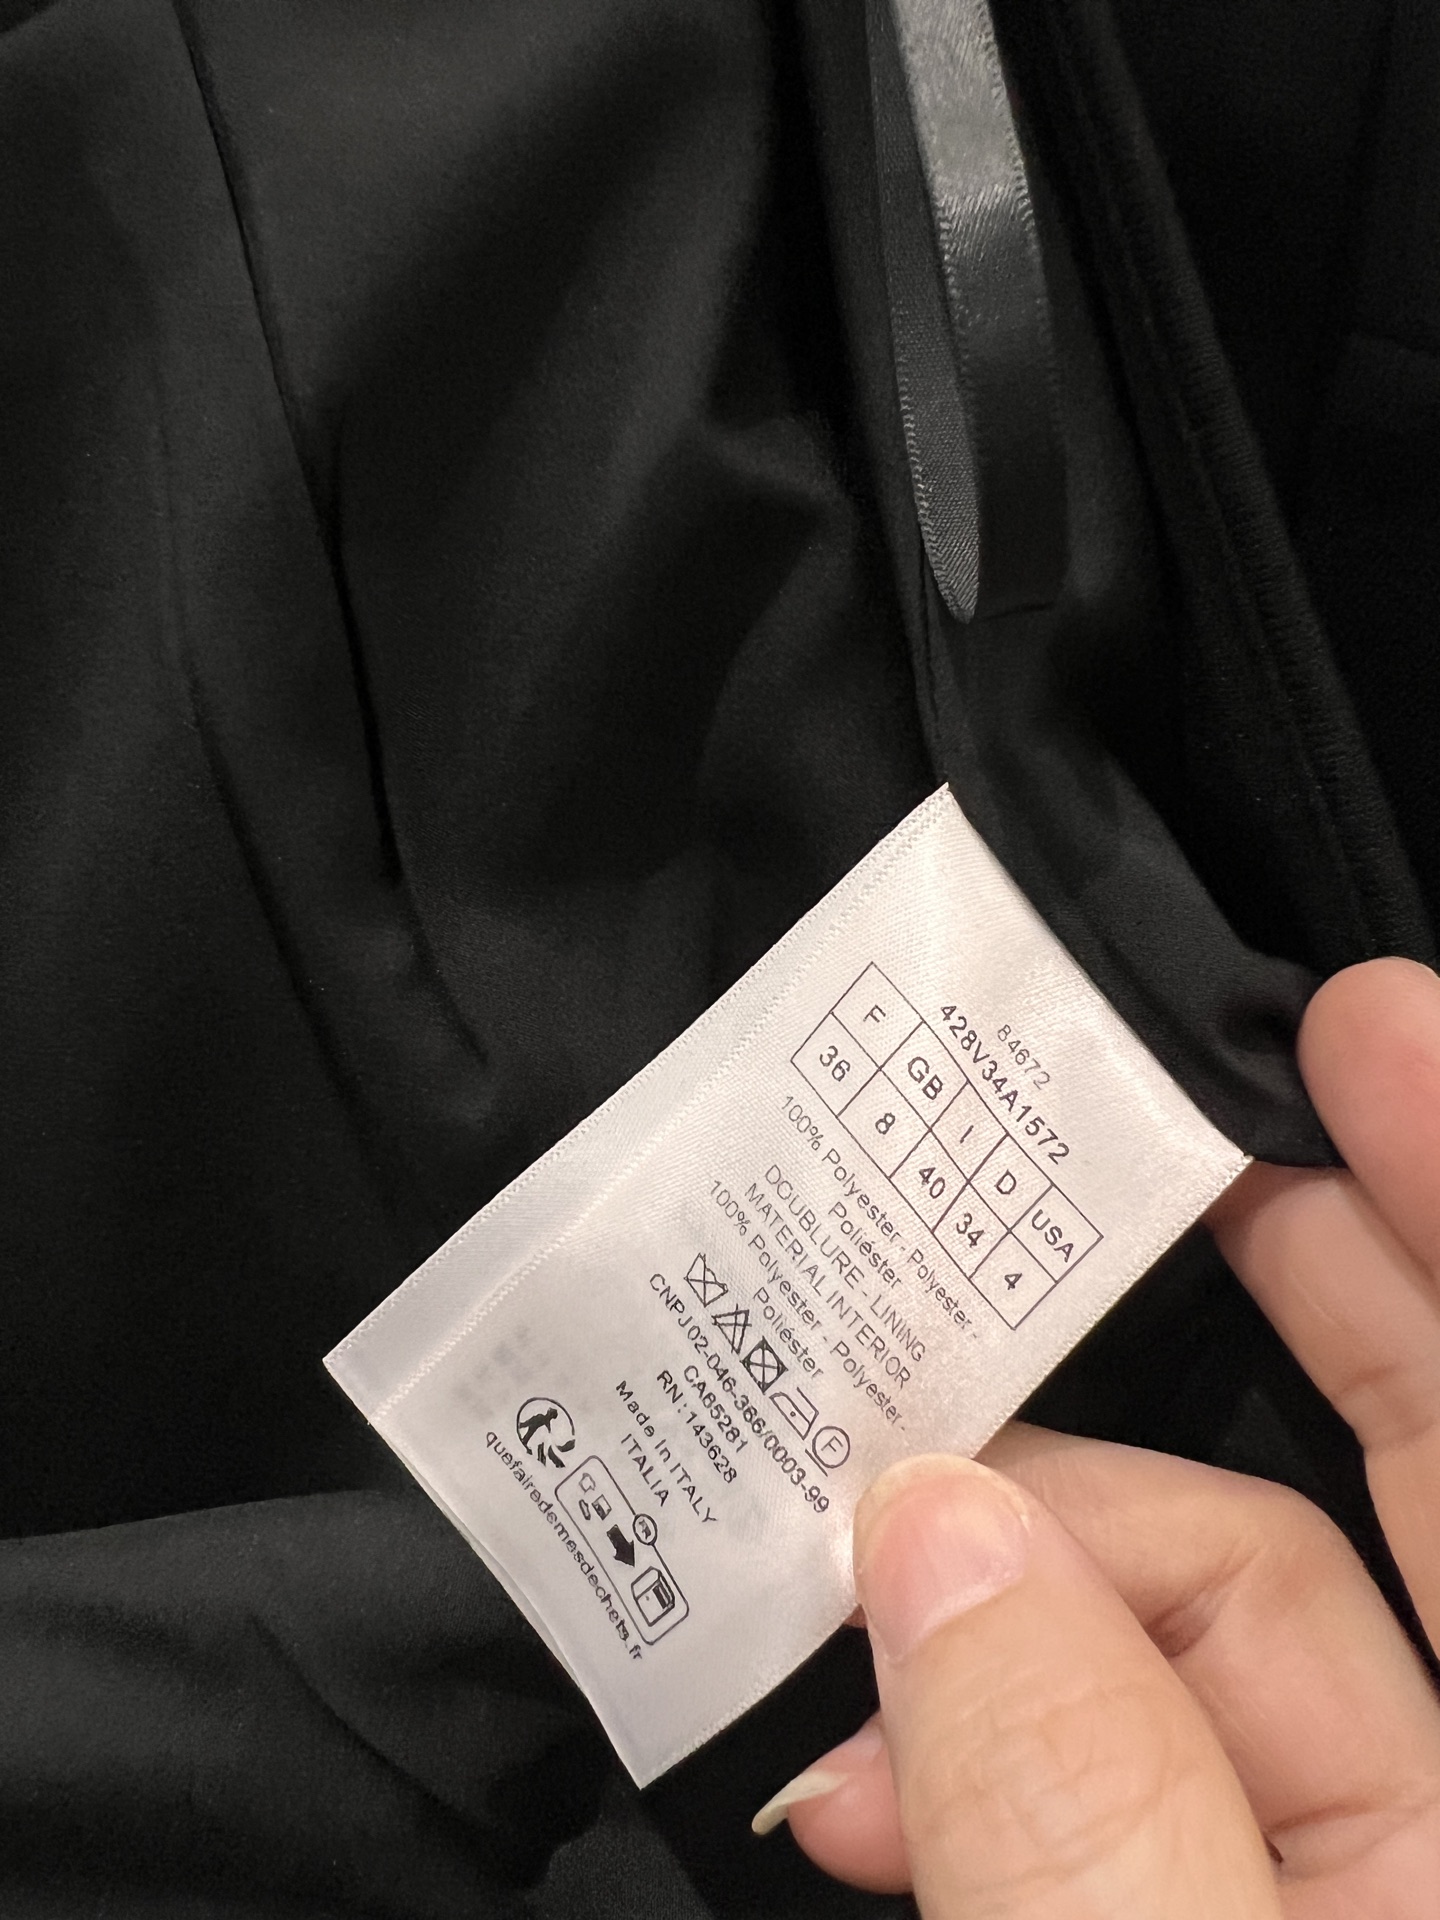 84672
428V34A1572
F GB I D USA
36 8 40 34 4
100% Polyester - Polyester -
Poliéster
DOUBLURE - LINING
MATERIAL INTERIOR
100% Polyester - Polyester -
Poliéster
F
CNPJ02-046-366/0003-99
CA65281
RN:143628
Made In ITALY
ITALIA
FR
quefairedemesdechets.fr